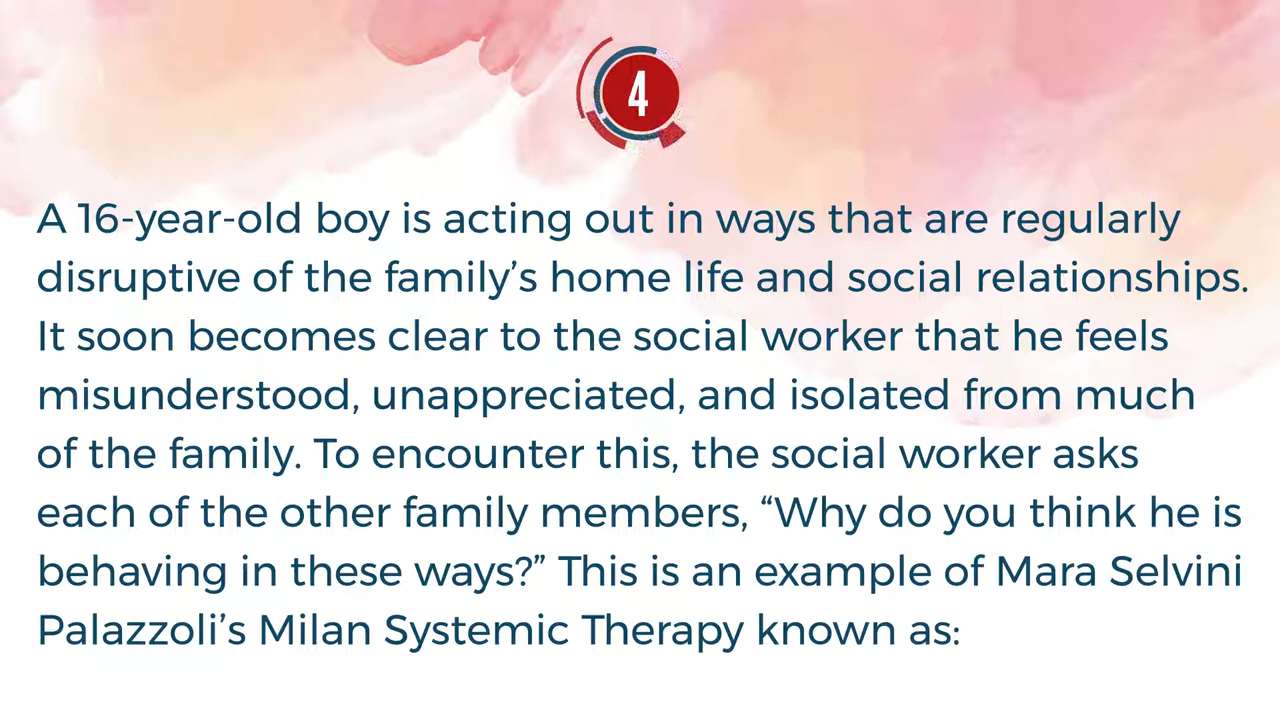 4
A 16-year-old boy is acting out in ways that are regularly
disruptive of the family’s home life and social relationships.
It soon becomes clear to the social worker that he feels
misunderstood, unappreciated, and isolated from much
of the family. To encounter this, the social worker asks
each of the other family members, “Why do you think he is
behaving in these ways?” This is an example of Mara Selvini
Palazzoli’s Milan Systemic Therapy known as: